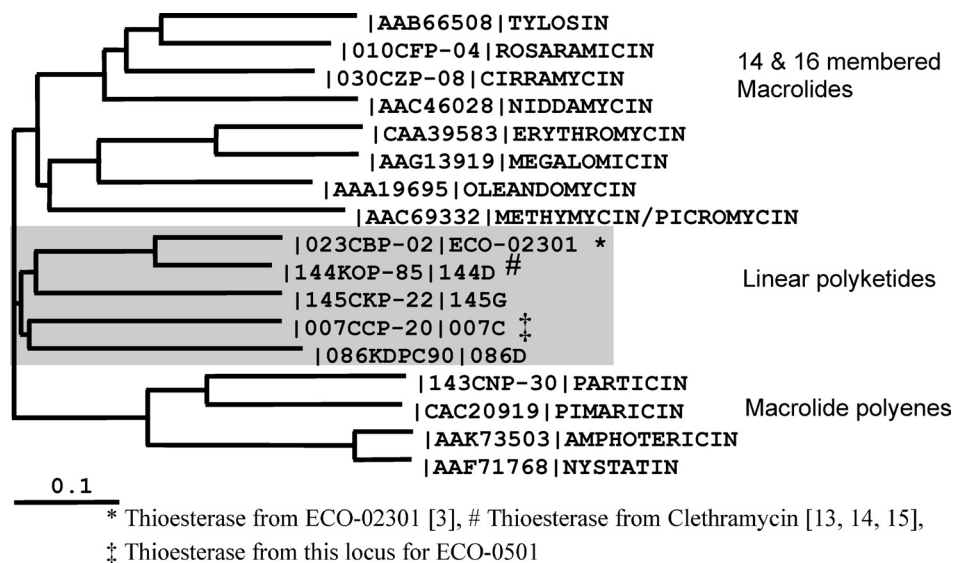 |AAB66508|TYLOSIN
|010CFP-04|ROSARAMICIN
|030CZP-08|CIRRAMYCIN
|AAC46028|NIDDAMYCIN
14 & 16 membered
Macrolides
|CAA39583|ERYTHROMYCIN
|AAG13919|MEGALOMICIN
|AAA19695|OLEANDOMYCIN
|AAC69332|METHYMYCIN/PICROMYCIN
|023CBP-02|ECO-02301 *
|144KOP-85|144D #
|145CKP-22|145G
|007CCP-20|007C ‡
|086KDPC90|086D
Linear polyketides
|143CNP-30|PARTICIN
|CAC20919|PIMARICIN
|AAK73503|AMPHOTERICIN
|AAF71768|NYSTATIN
Macrolide polyenes
0.1
* Thioesterase from ECO-02301 [3], # Thioesterase from Clethramycin [13, 14, 15],
‡ Thioesterase from this locus for ECO-0501